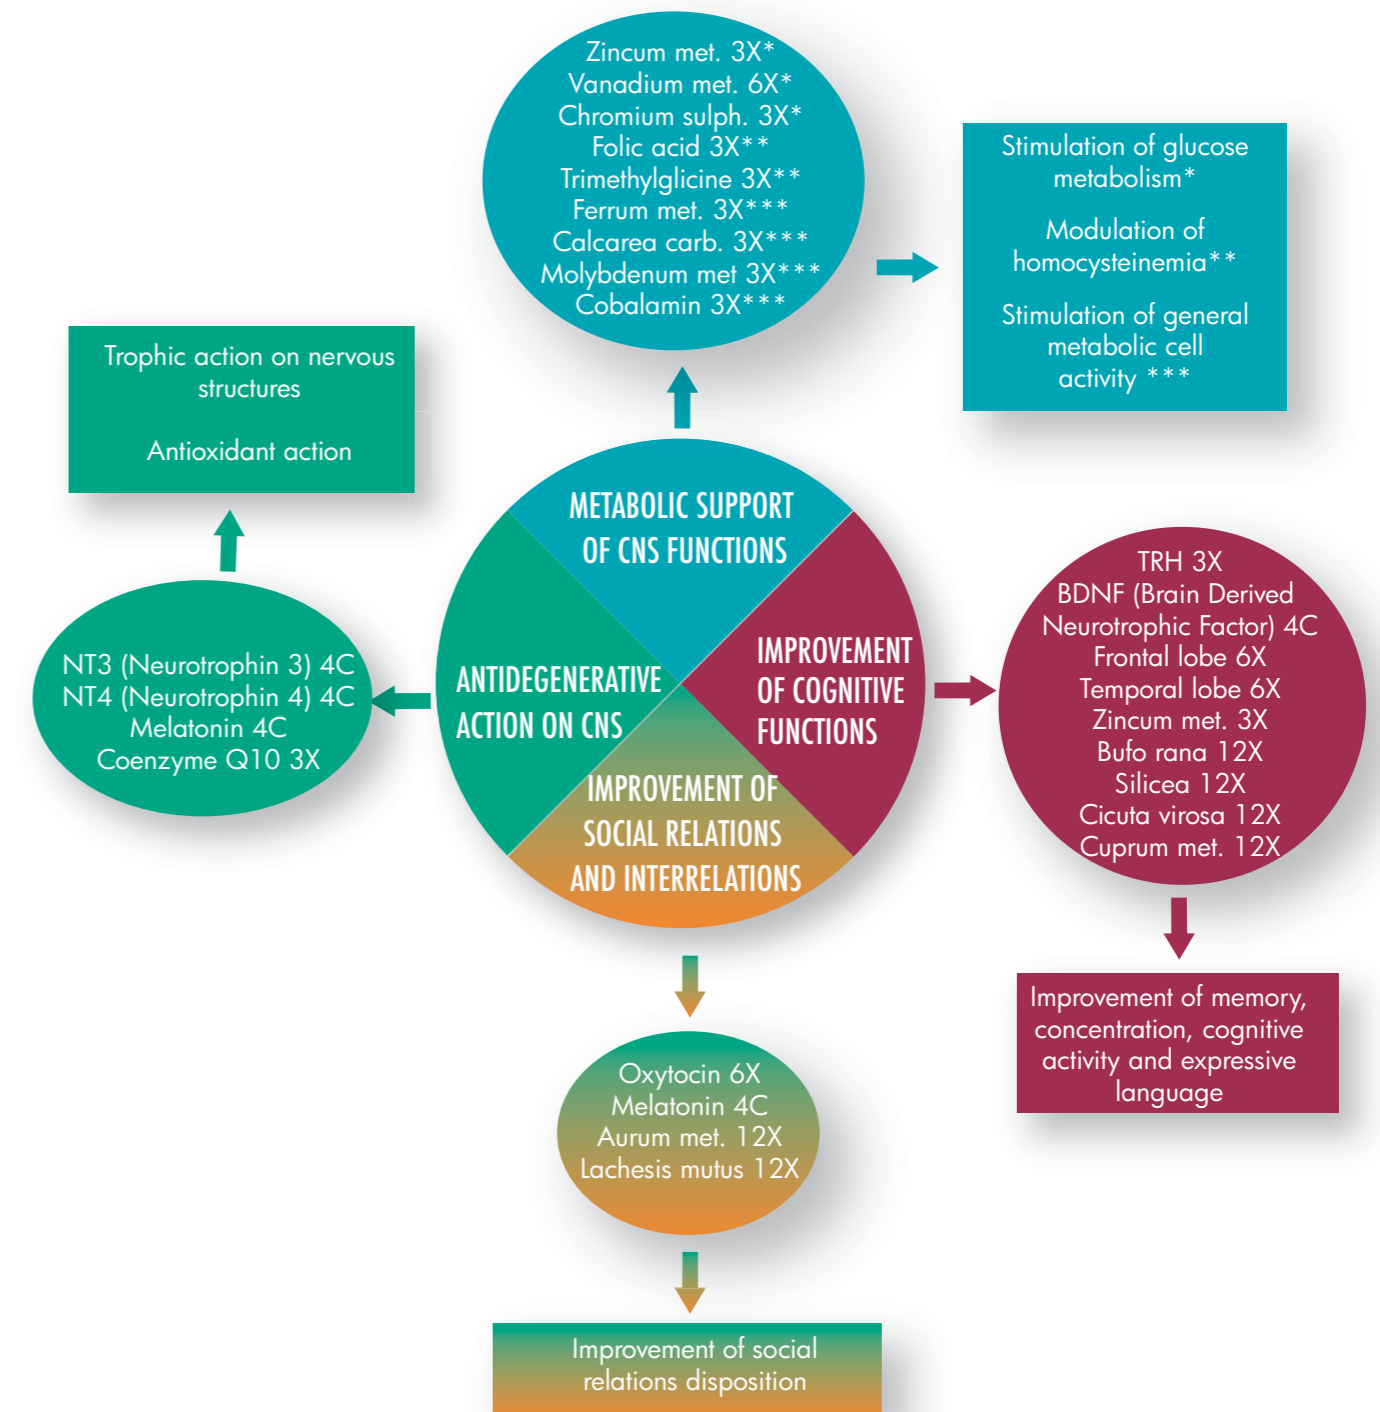 Zincum met. 3X*
Vanadium met. 6X*
Chromium sulph. 3X*
Folic acid 3X**
Trimethylglicine 3X**
Ferrum met. 3X***
Calcarea carb. 3X***
Molybdenum met 3X***
Cobalamin 3X***
Stimulation of glucose
metabolism*
Modulation of
homocysteinemia**
Stimulation of general
metabolic cell
activity ***
Trophic action on nervous
structures
Antioxidant action
METABOLIC SUPPORT
OF CNS FUNCTIONS
ANTIDEGENERATIVE
ACTION ON CNS
IMPROVEMENT
OF COGNITIVE
FUNCTIONS
IMPROVEMENT OF
SOCIAL RELATIONS
AND INTERRELATIONS
NT3 (Neurotrophin 3) 4C
NT4 (Neurotrophin 4) 4C
Melatonin 4C
Coenzyme Q10 3X
TRH 3X
BDNF (Brain Derived
Neurotrophic Factor) 4C
Frontal lobe 6X
Temporal lobe 6X
Zincum met. 3X
Bufo rana 12X
Silicea 12X
Cicuta virosa 12X
Cuprum met. 12X
Improvement of memory,
concentration, cognitive
activity and expressive
language
Oxytocin 6X
Melatonin 4C
Aurum met. 12X
Lachesis mutus 12X
Improvement of social
relations disposition